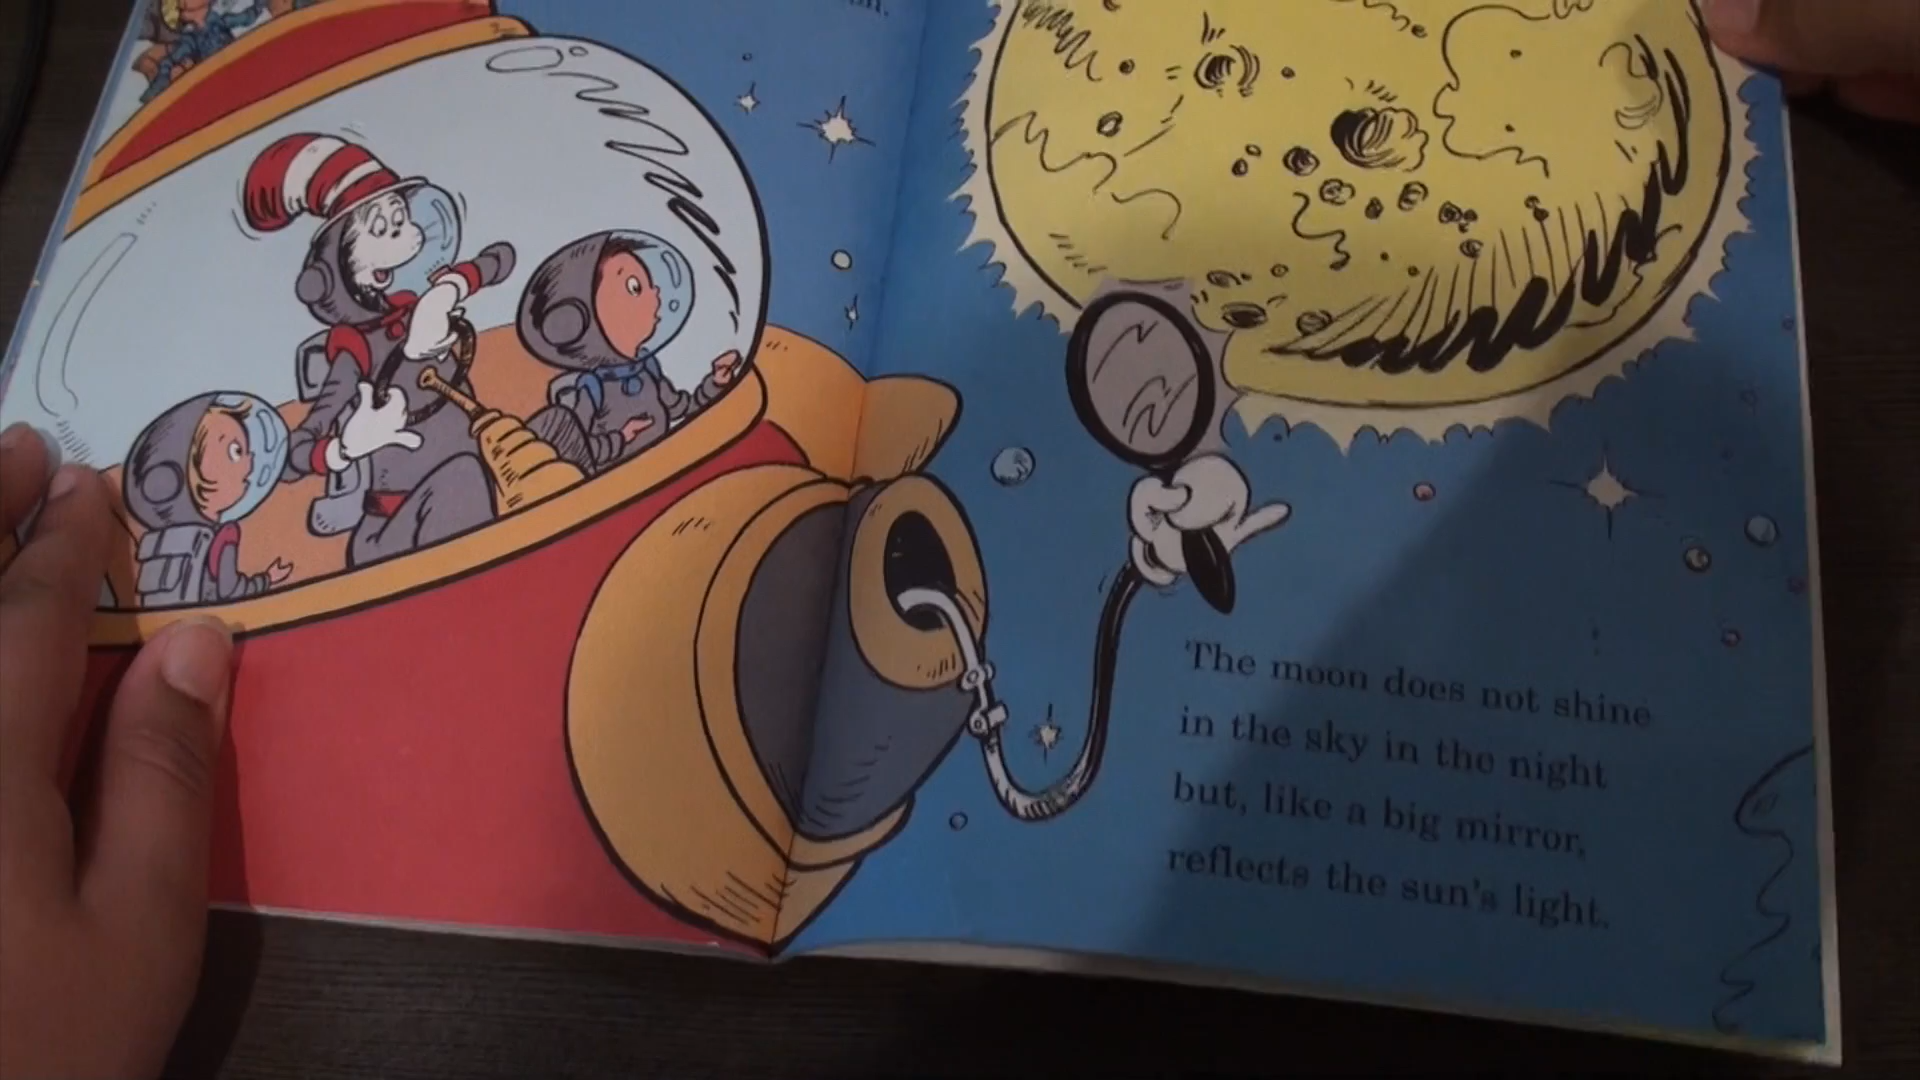 The moon does not shine
in the sky in the night
but, like a big mirror,
reflects the sun's light.